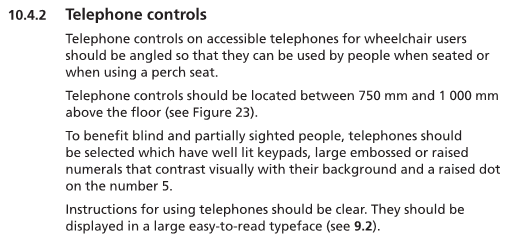 10.4.2 Telephone controls
Telephone controls on accessible telephones for wheelchair users
should be angled so that they can be used by people when seated or
when using a perch seat.
Telephone controls should be located between 750 mm and 1 000 mm
above the floor (see Figure 23).
To benefit blind and partially sighted people, telephones should
be selected which have well lit keypads, large embossed or raised
numerals that contrast visually with their background and a raised dot
on the number 5.
Instructions for using telephones should be clear. They should be
displayed in a large easy-to-read typeface (see 9.2).